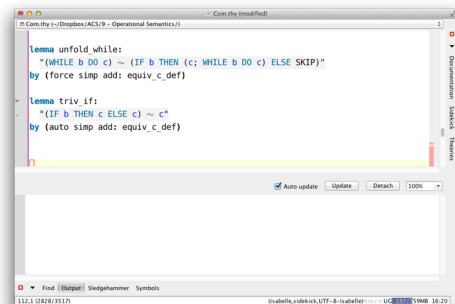 Com.thy (modified)
Com.thy (~/Dropbox/ACS/9 – Operational Semantics/)
lemma unfold_while:
"(WHILE b DO c) ∼ (IF b THEN (c; WHILE b DO c) ELSE SKIP)"
by (force simp add: equiv_c_def)
lemma triv_if:
"(IF b THEN c ELSE c) ∼ c"
by (auto simp add: equiv_c_def)
Documentation
Sidekick
Theories
Auto update
Update
Detach
100%
Find
Output
Sledgehammer
Symbols
112,1 (2828/3517)
(isabelle,sidekick,UTF-8-Isabelle)
UG
59MB
16:20